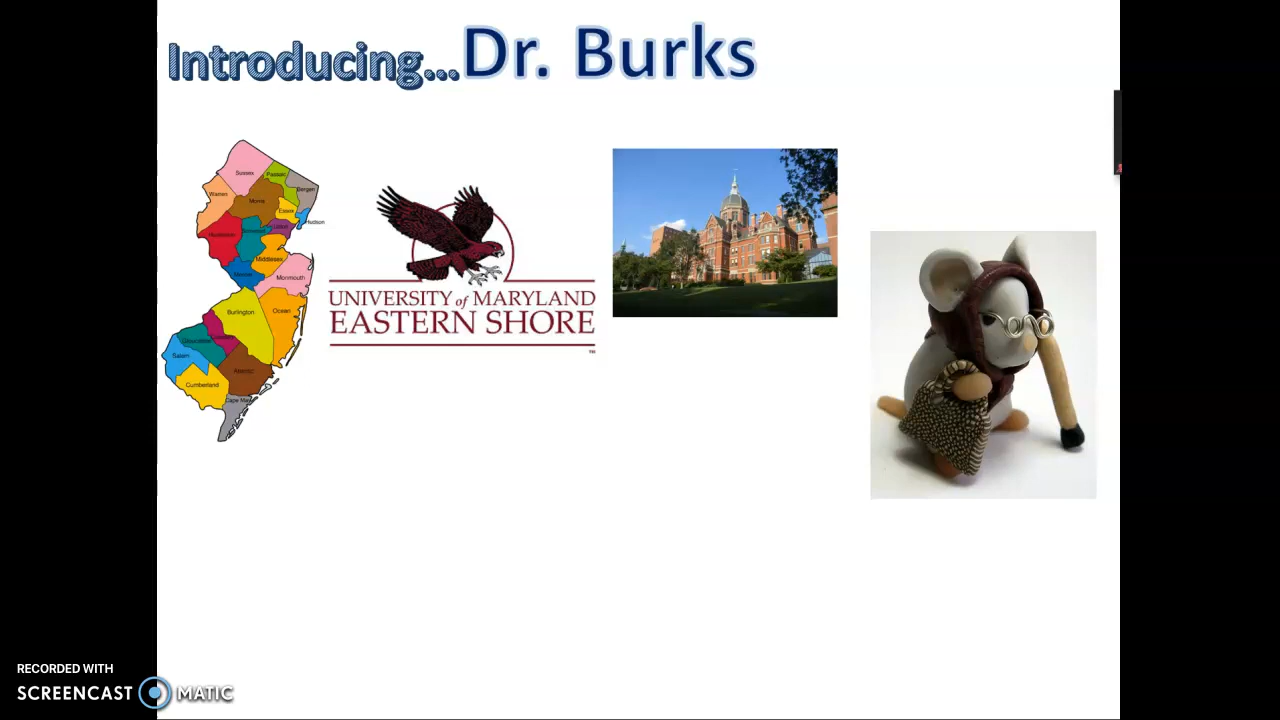 Introducing...Dr. Burks
Sussex
Passaic
Bergen
Warren
Morris
Essex
Hudson
Union
Hunterdon
Somerset
Middlesex
Mercer
Monmouth
Burlington
Ocean
Camden
Gloucester
Salem
Atlantic
Cumberland
Cape May
UNIVERSITY of MARYLAND
EASTERN SHORE
TM
RECORDED WITH
SCREENCAST MATIC